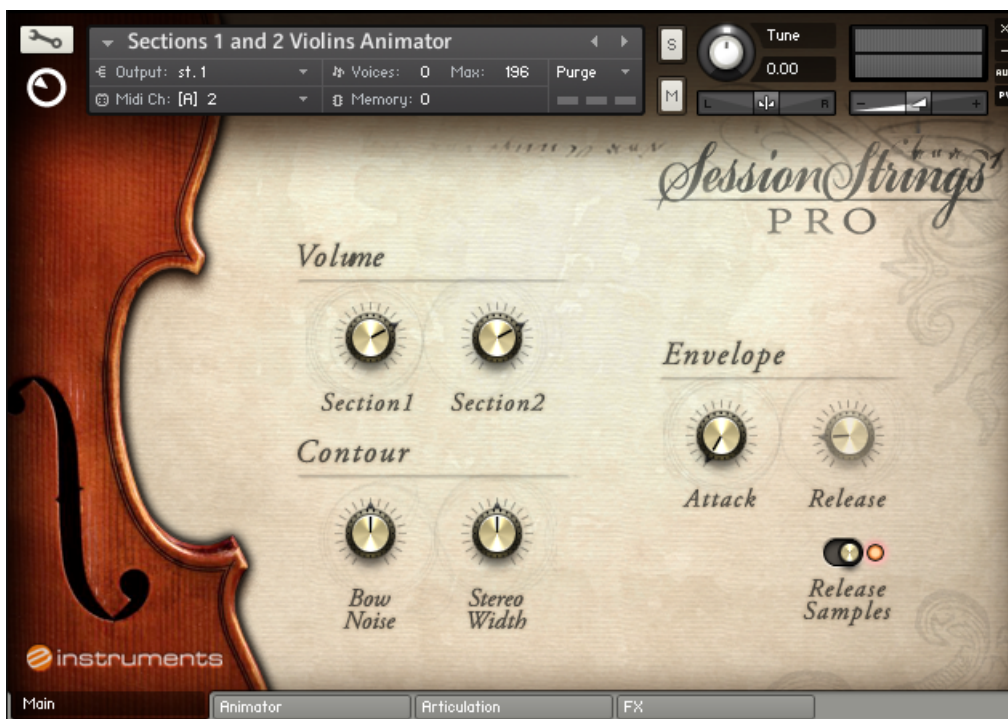 Sections 1 and 2 Violins Animator
Output: st. 1
Voices: 0 Max: 196
Purge
Midi Ch: [A] 2
Memory: 0
S
M
Tune
0.00
L R
- +
Session Strings
PRO
Volume
Section1 Section2
Contour
Bow Noise
Stereo Width
Envelope
Attack Release
Release Samples
e instruments
Main Animator Articulation FX